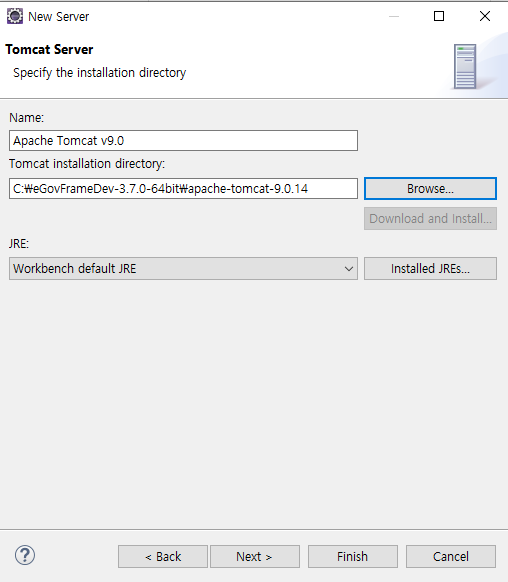 New Server
Tomcat Server
Specify the installation directory
Name:
Apache Tomcat v9.0
Tomcat installation directory:
C:₩eGovFrameDev-3.7.0-64bit₩apache-tomcat-9.0.14
Browse...
Download and Install...
JRE:
Workbench default JRE
Installed JREs...
?
< Back
Next >
Finish
Cancel